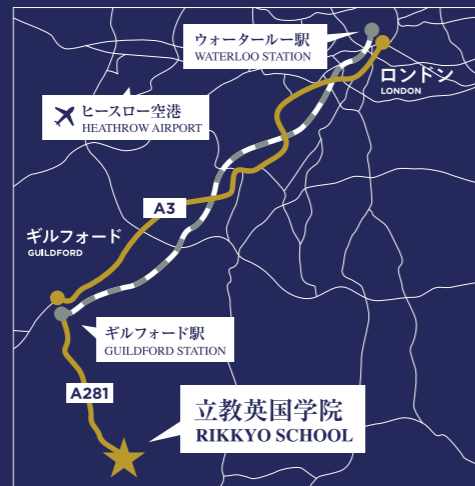 ウォータールー駅
WATERLOO STATION
ロンドン
LONDON
ヒースロー空港
HEATHROW AIRPORT
A3
ギルフォード
GUILDFORD
ギルフォード駅
GUILDFORD STATION
A281
立教英国学院
RIKKYO SCHOOL